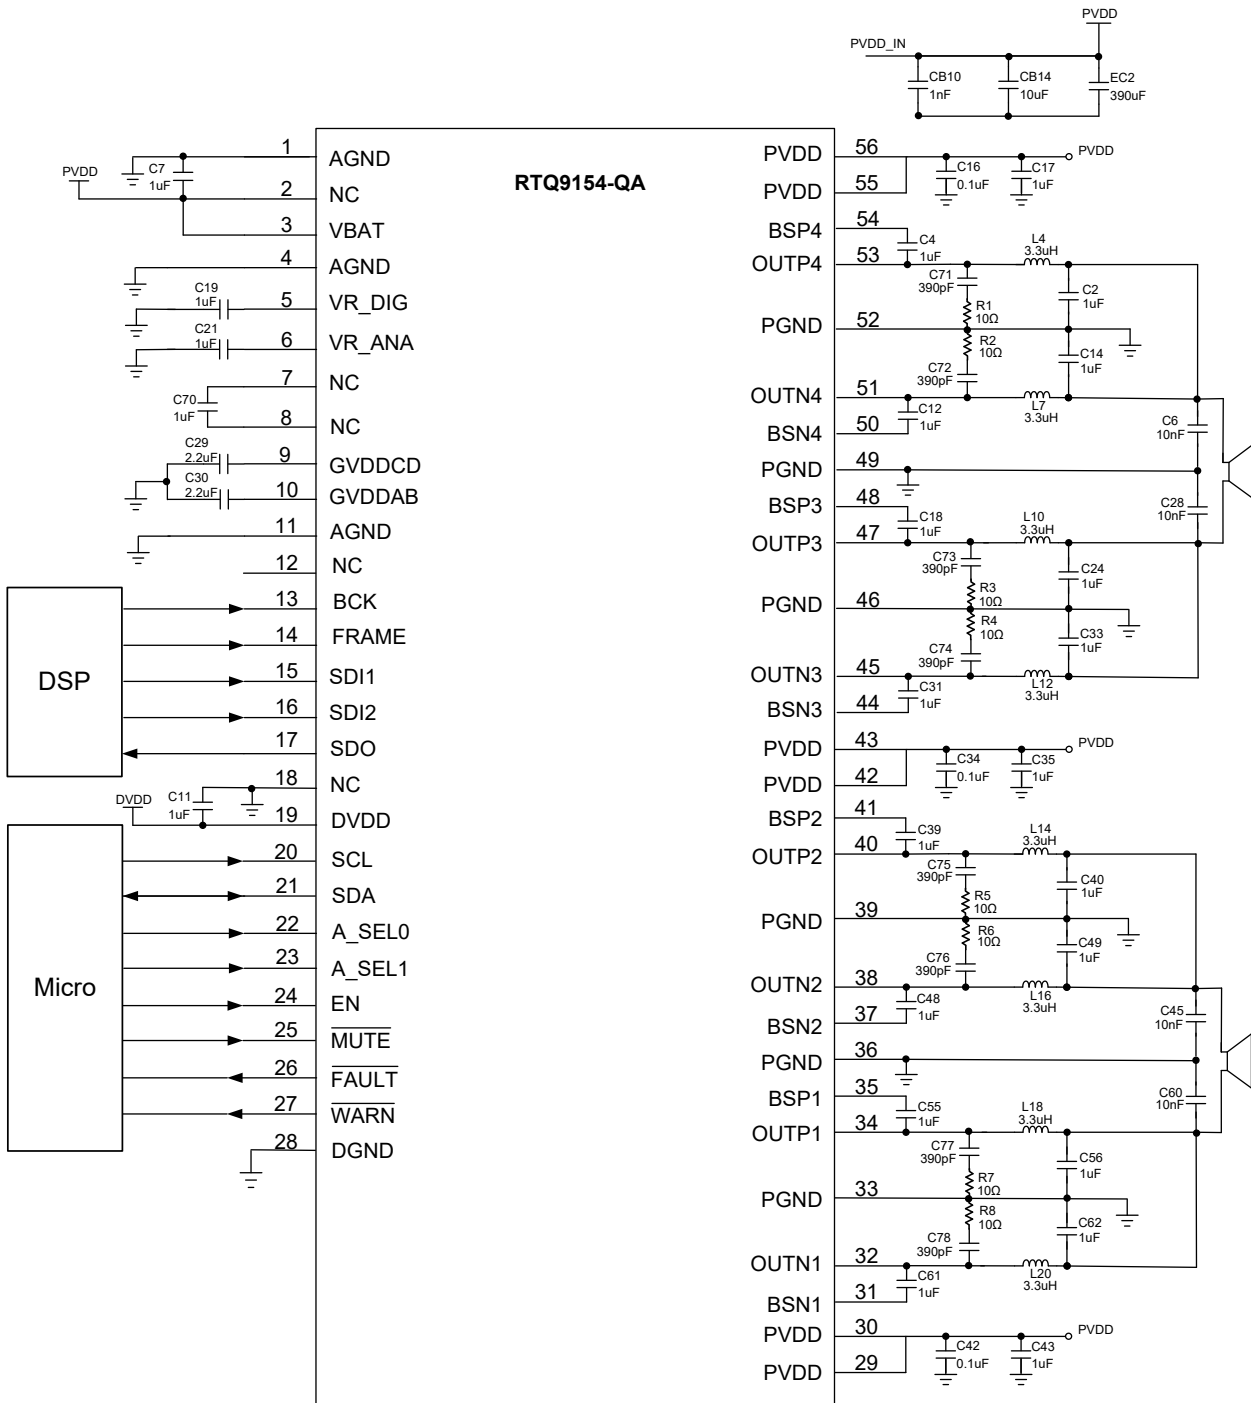 PVDD
PVDD_IN
CB10
1nF
CB14
10uF
EC2
390uF
RTQ9154-QA
1 AGND
C7
1uF
PVDD
2 NC
3 VBAT
4 AGND
C19
1uF
5 VR_DIG
C21
1uF
6 VR_ANA
7 NC
C70
1uF
8 NC
C29
2.2uF
9 GVDDCD
C30
2.2uF
10 GVDDAB
11 AGND
12 NC
DSP
13 BCK
14 FRAME
15 SDI1
16 SDI2
17 SDO
18 NC
C11
1uF
DVDD
19 DVDD
Micro
20 SCL
21 SDA
22 A_SEL0
23 A_SEL1
24 EN
25 MUTE
26 FAULT
27 WARN
28 DGND
PVDD 56
PVDD 55
C16
0.1uF
C17
1uF
PVDD
BSP4 54
C4
1uF
OUTP4 53
L4
3.3uH
C71
390pF
R1
10Ω
C2
1uF
PGND 52
R2
10Ω
C72
390pF
C14
1uF
OUTN4 51
L7
3.3uH
C12
1uF
BSN4 50
C6
10nF
PGND 49
C28
10nF
BSP3 48
C18
1uF
OUTP3 47
L10
3.3uH
C73
390pF
R3
10Ω
C24
1uF
PGND 46
R4
10Ω
C74
390pF
C33
1uF
OUTN3 45
L12
3.3uH
C31
1uF
BSN3 44
PVDD 43
PVDD 42
C34
0.1uF
C35
1uF
PVDD
BSP2 41
C39
1uF
OUTP2 40
L14
3.3uH
C75
390pF
R5
10Ω
C40
1uF
PGND 39
R6
10Ω
C76
390pF
C49
1uF
OUTN2 38
L16
3.3uH
C48
1uF
BSN2 37
C45
10nF
PGND 36
C60
10nF
BSP1 35
C55
1uF
OUTP1 34
L18
3.3uH
C77
390pF
R7
10Ω
C56
1uF
PGND 33
R8
10Ω
C78
390pF
C62
1uF
OUTN1 32
L20
3.3uH
C61
1uF
BSN1 31
PVDD 30
PVDD 29
C42
0.1uF
C43
1uF
PVDD